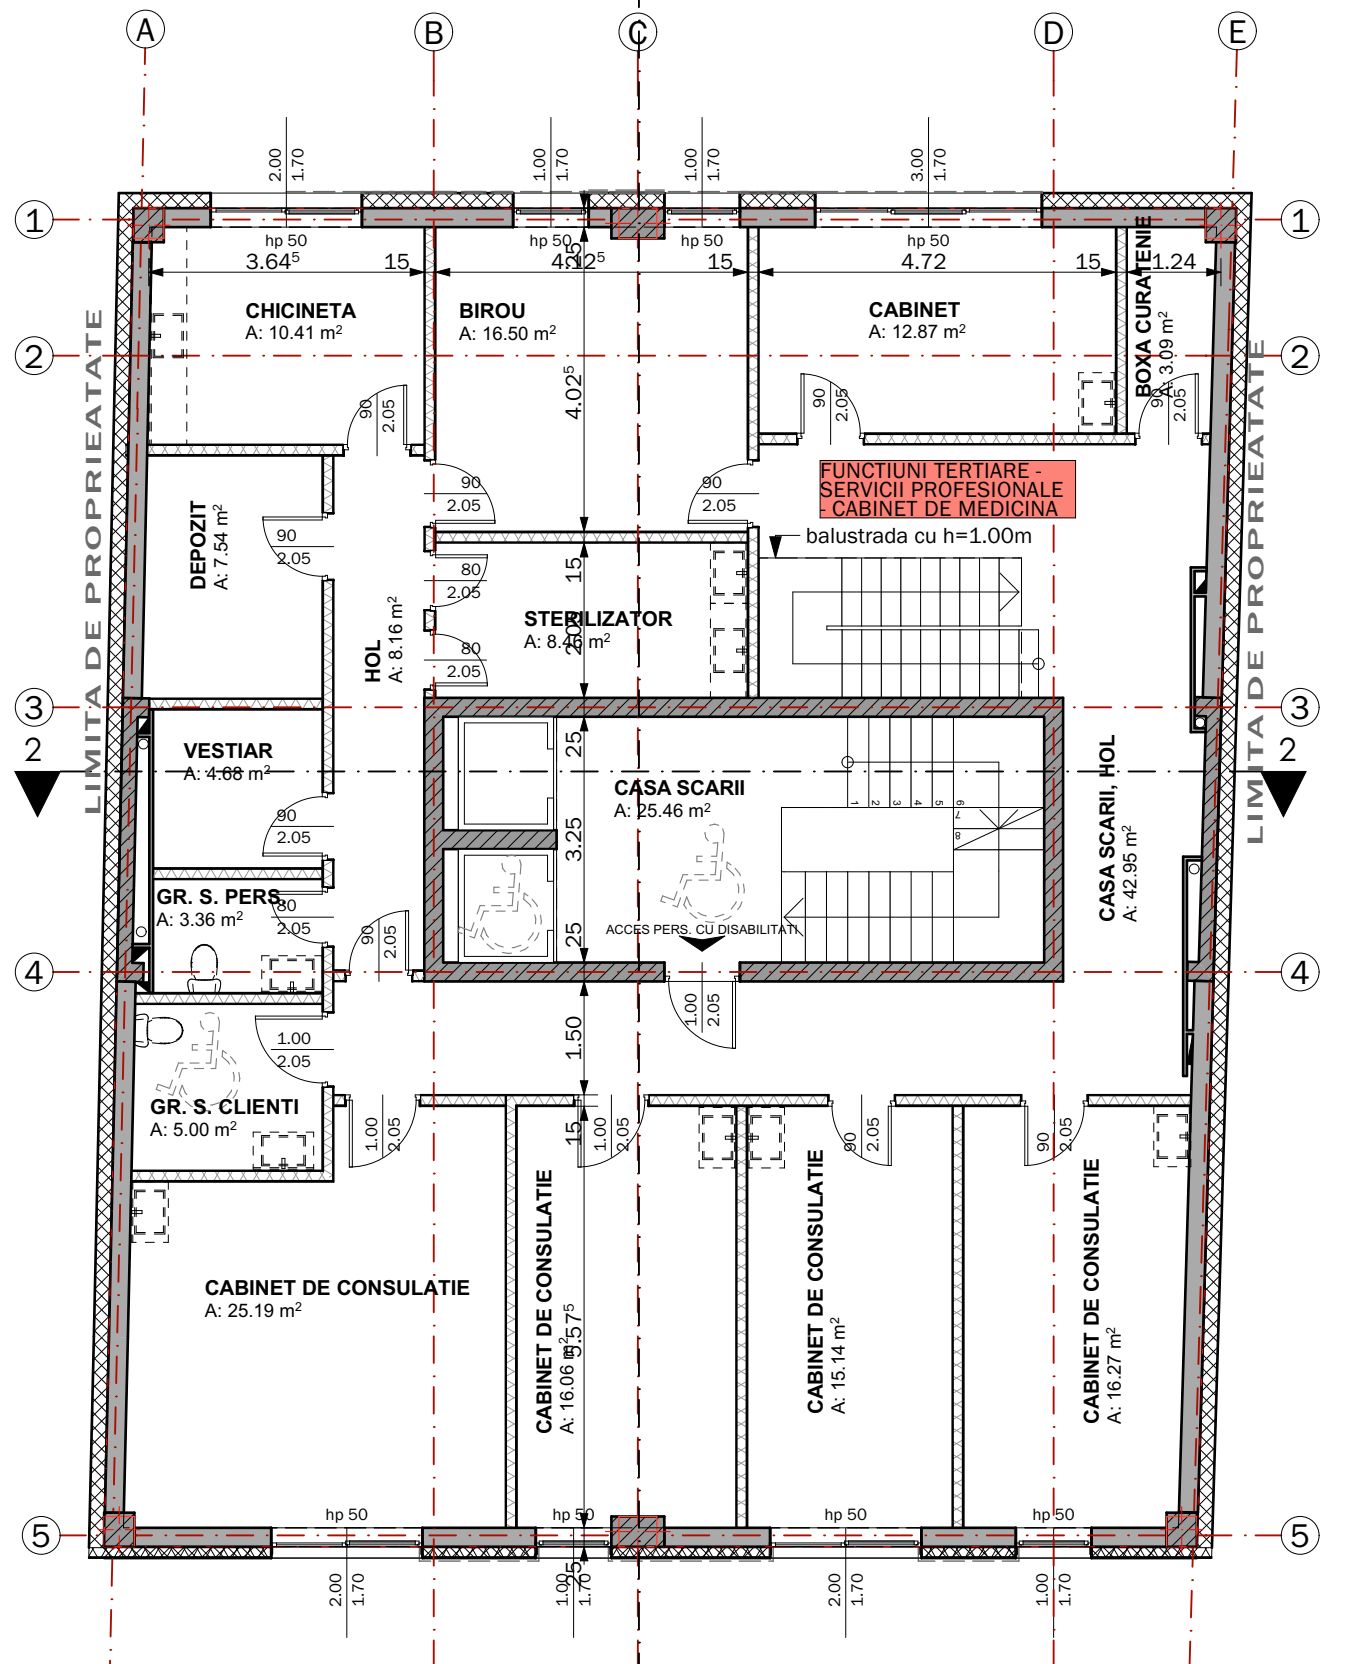 A
B
C
D
E
2.00
1.70
1.00
1.70
1.00
1.70
3.00
1.70
1
1
hp 50
hp 50
hp 50
hp 50
3.64⁵
15
4.12⁵
15
4.72
15
1.24
25
CHICINETA
A: 10.41 m²
BIROU
A: 16.50 m²
CABINET
A: 12.87 m²
BOXA CURATENIE
A: 3.09 m²
2
2
LIMITA DE PROPRIEATATE
LIMITA DE PROPRIEATATE
4.02⁵
90
2.05
90
2.05
90
2.05
90
2.05
90
2.05
FUNCTIUNI TERTIARE -
SERVICII PROFESIONALE
- CABINET DE MEDICINA
balustrada cu h=1.00m
DEPOZIT
A: 7.54 m²
90
2.05
HOL
A: 8.16 m²
80
2.05
15
STERILIZATOR
A: 8.46 m²
80
2.05
3
3
2
2
VESTIAR
A: 4.68 m²
90
2.05
25
CASA SCARII
A: 25.46 m²
3.25
1
2
3
4
5
6
7
8
CASA SCARII, HOL
A: 42.95 m²
GR. S. PERS.
A: 3.36 m²
80
2.05
90
2.05
25
ACCES PERS. CU DISABILITATI
4
4
1.00
2.05
1.00
2.05
1.50
GR. S. CLIENTI
A: 5.00 m²
1.00
2.05
15
1.00
2.05
90
2.05
90
2.05
CABINET DE CONSULATIE
A: 25.19 m²
CABINET DE CONSULATIE
A: 16.06 m²
5.57⁵
CABINET DE CONSULATIE
A: 15.14 m²
CABINET DE CONSULATIE
A: 16.27 m²
hp 50
hp 50
hp 50
hp 50
5
5
2.00
1.70
25
1.00
1.70
2.00
1.70
1.00
1.70